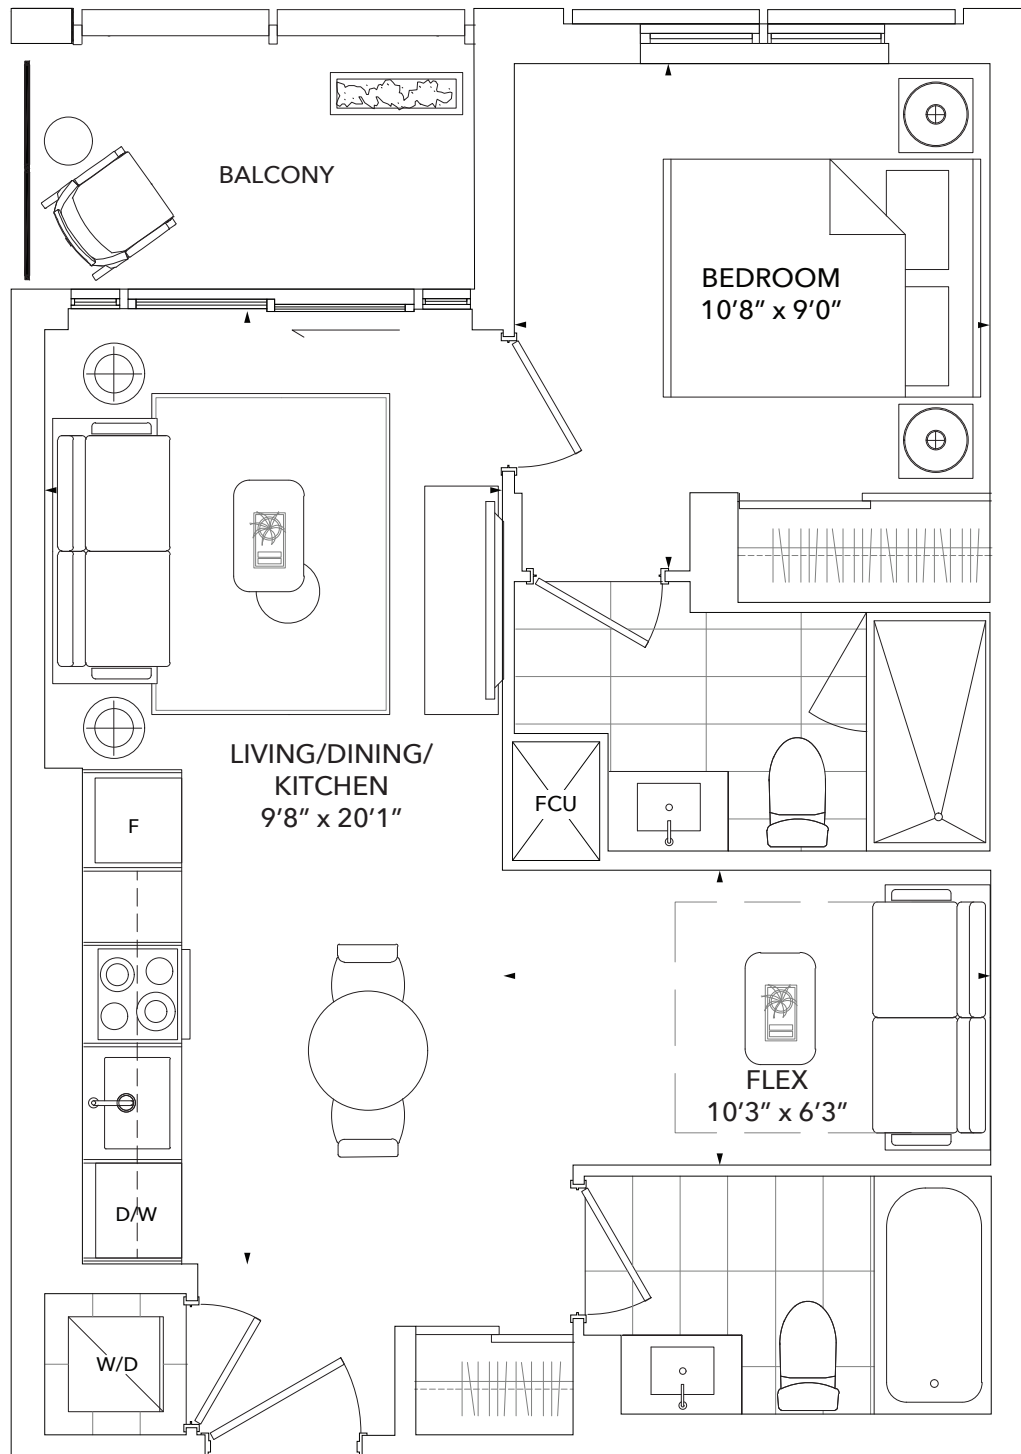 BALCONY
BEDROOM
10’8” x 9’0”
LIVING/DINING/
KITCHEN
9’8” x 20’1”
FCU
F
FLEX
10’3” x 6’3”
D/W
W/D